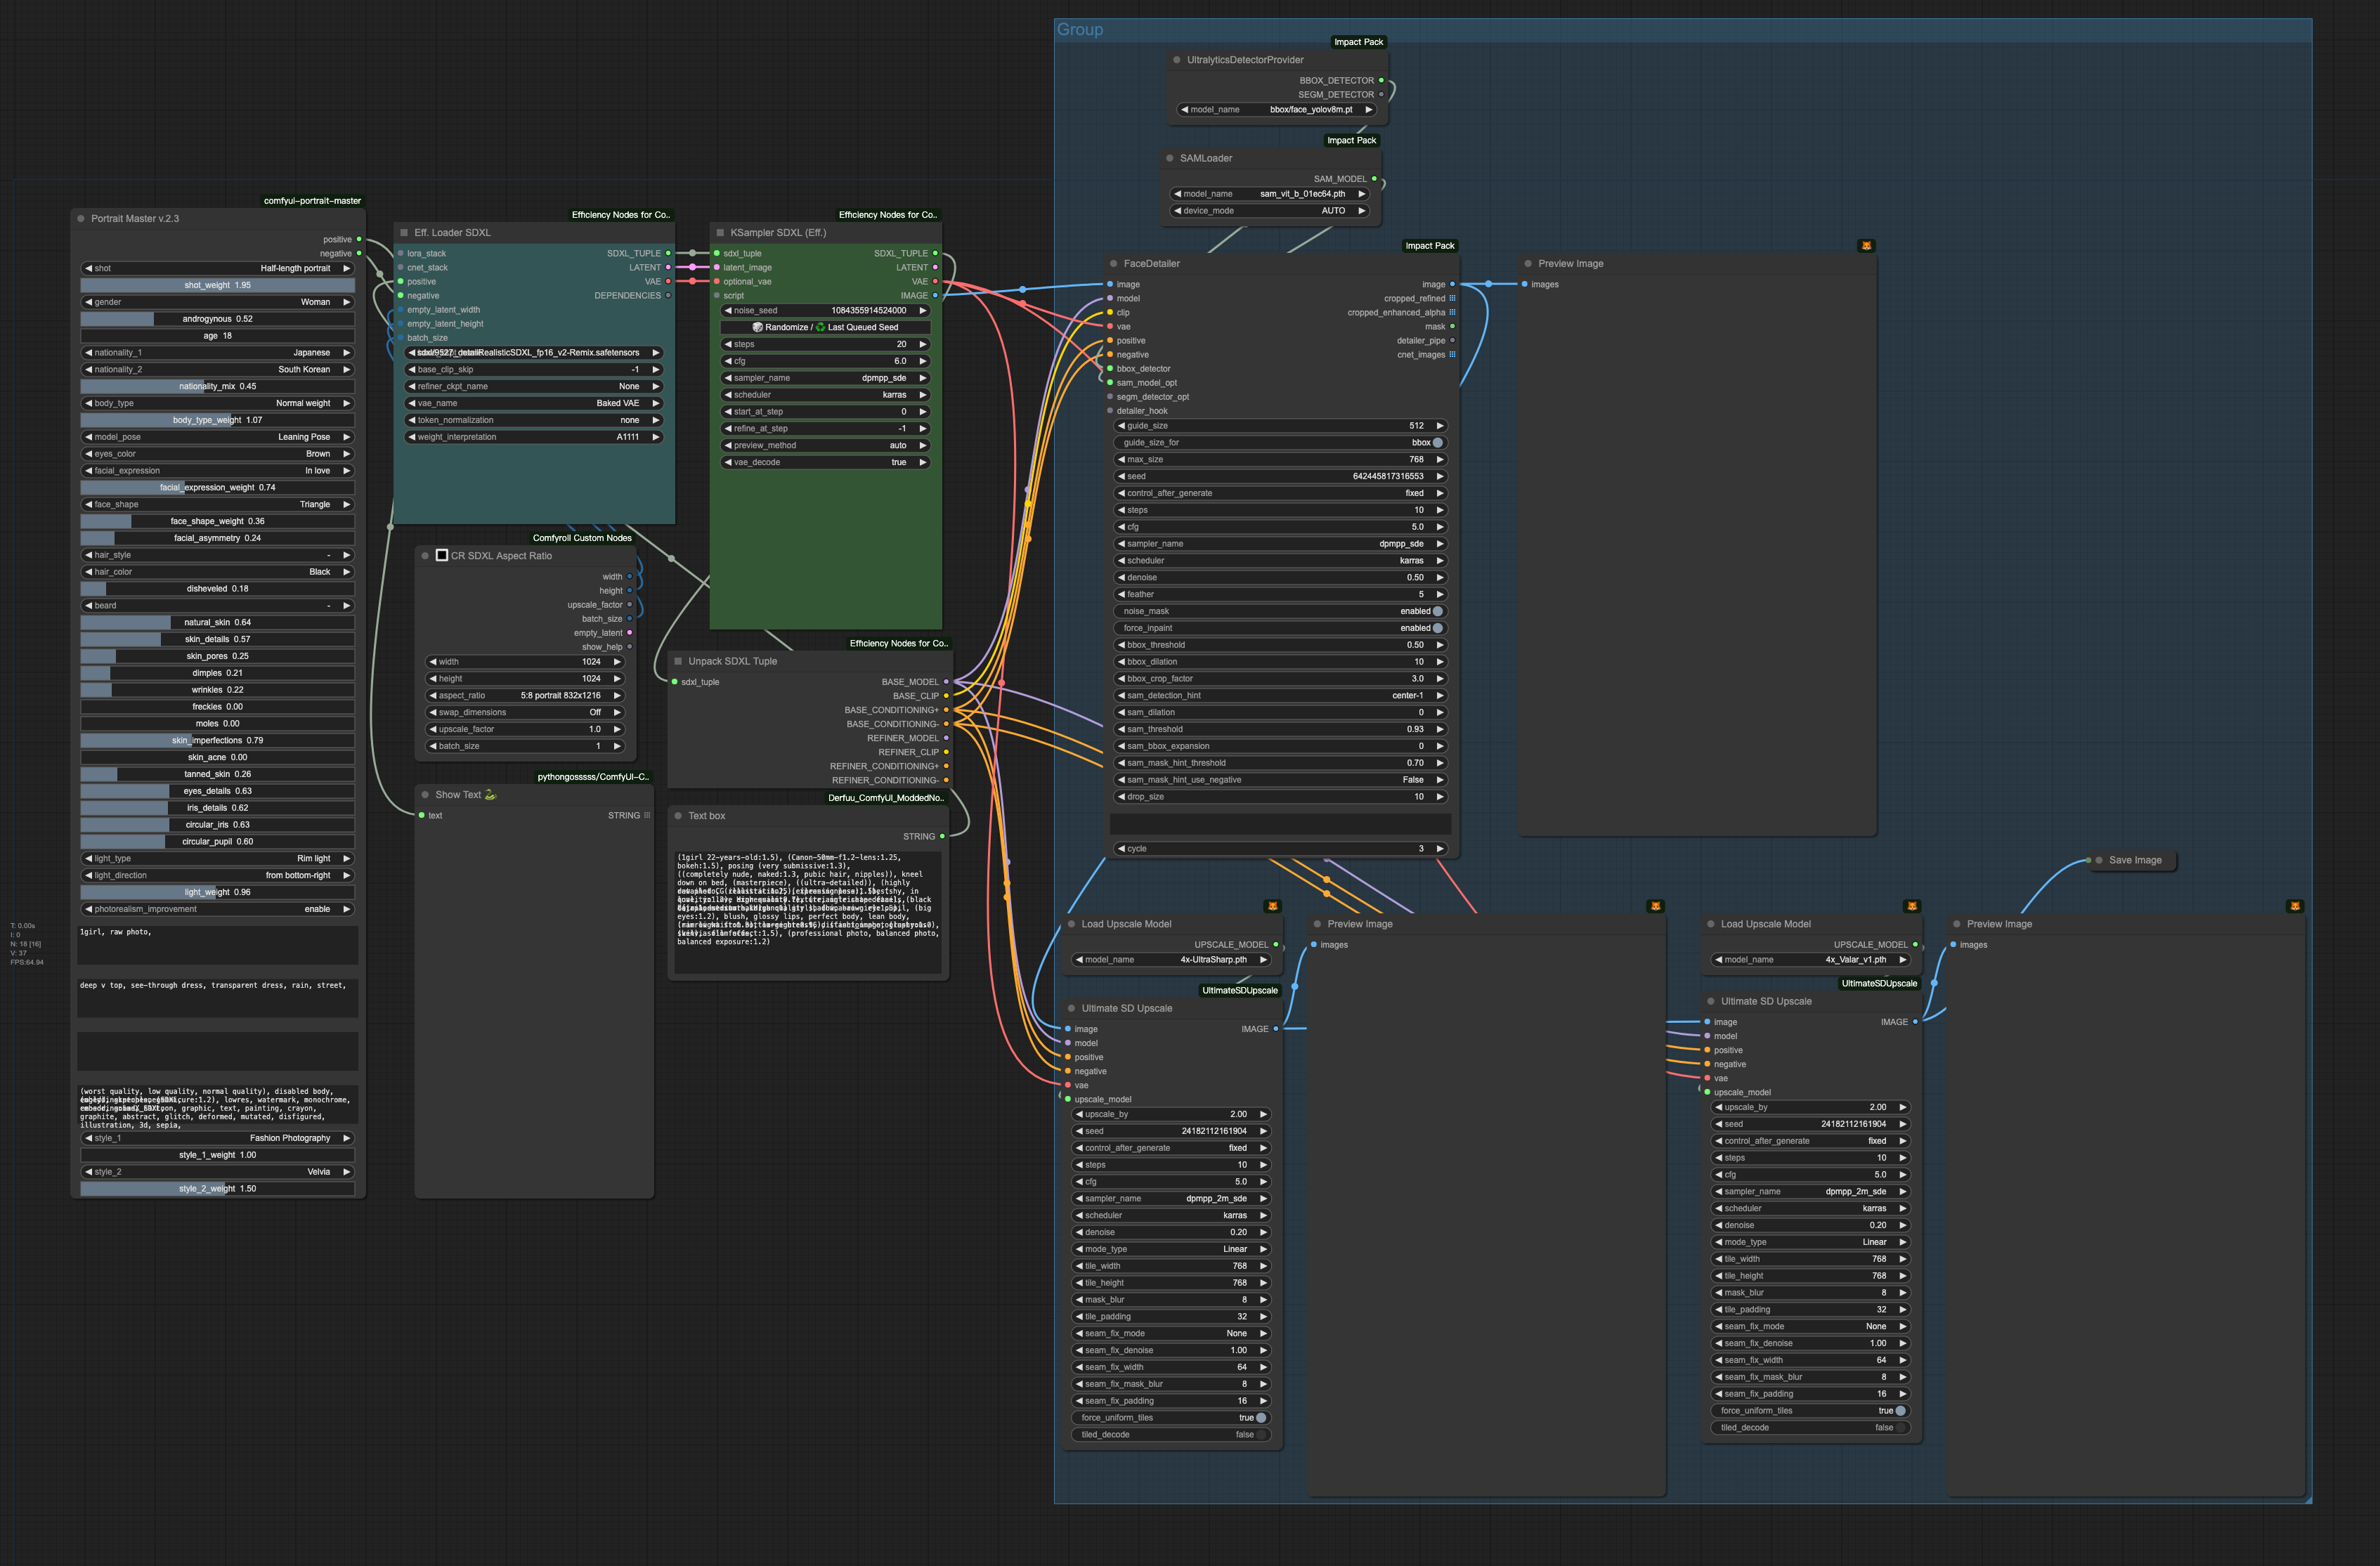 Group
Impact Pack
UltralyticsDetectorProvider
BBOX_DETECTOR
SEGM_DETECTOR
model_name bbox/face_yolov8m.pt
Impact Pack
SAMLoader
SAM_MODEL
model_name sam_vit_b_01ec64.pth
device_mode AUTO
comfyui-portrait-master
Portrait Master v.2.3
positive
negative
shot Half-length portrait
shot_weight 1.95
gender Woman
androgynous 0.52
age 18
nationality_1 Japanese
nationality_2 South Korean
nationality_mix 0.45
body_type Normal weight
body_type_weight 1.07
model_pose Leaning Pose
eyes_color Brown
facial_expression In love
facial_expression_weight 0.74
face_shape Triangle
face_shape_weight 0.36
facial_asymmetry 0.24
hair_style -
hair_color Black
disheveled 0.18
beard -
natural_skin 0.64
skin_details 0.57
skin_pores 0.25
dimples 0.21
wrinkles 0.22
freckles 0.00
moles 0.00
skin_imperfections 0.79
skin_acne 0.00
tanned_skin 0.26
eyes_details 0.63
iris_details 0.62
circular_iris 0.63
circular_pupil 0.60
light_type Rim light
light_direction from bottom-right
light_weight 0.96
photorealism_improvement enable
1girl, raw photo,
deep v top, see-through dress, transparent dress, rain, street,
(worst quality, low quality, normal quality), disabled body,
lowres, watermark, monochrome,
graphic, text, painting, crayon,
graphite, abstract, glitch, deformed, mutated, disfigured,
illustration, 3d, sepia,
style_1 Fashion Photography
style_1_weight 1.00
style_2 Velvia
style_2_weight 1.50
T: 0.00s
I: 0
N: 18 [16]
V: 37
FPS:64.94
Efficiency Nodes for Co..
Eff. Loader SDXL
lora_stack SDXL_TUPLE
cnet_stack LATENT
positive VAE
negative DEPENDENCIES
empty_latent_width
empty_latent_height
batch_size
base_clip_skip -1
refiner_ckpt_name None
vae_name Baked VAE
token_normalization none
weight_interpretation A1111
Efficiency Nodes for Co..
KSampler SDXL (Eff.)
sdxl_tuple SDXL_TUPLE
latent_image LATENT
optional_vae VAE
script IMAGE
noise_seed 1084355914524000
🎲 Randomize / ♻️ Last Queued Seed
steps 20
cfg 6.0
sampler_name dpmpp_sde
scheduler karras
start_at_step 0
refine_at_step -1
preview_method auto
vae_decode true
Comfyroll Custom Nodes
🔳 CR SDXL Aspect Ratio
width
height
upscale_factor
batch_size
empty_latent
show_help
width 1024
height 1024
aspect_ratio 5:8 portrait 832x1216
swap_dimensions Off
upscale_factor 1.0
batch_size 1
pythongosssss/ComfyUI-C..
Show Text 🐍
text STRING
Efficiency Nodes for Co..
Unpack SDXL Tuple
sdxl_tuple BASE_MODEL
BASE_CLIP
BASE_CONDITIONING+
BASE_CONDITIONING-
REFINER_MODEL
REFINER_CLIP
REFINER_CONDITIONING+
REFINER_CONDITIONING-
Derfuu_ComfyUI_ModdedNo..
Text box
STRING
(1girl 22-years-old:1.5), (Canon-50mm-f1.2-lens:1.25,
bokeh:1.5), posing (very submissive:1.3),
((completely nude, naked:1.3, pubic hair, nipples)), kneel
down on bed, (masterpiece), ((ultra-detailed)), (highly
eyes:1.2), blush, glossy lips, perfect body, lean body,
(professional photo, balanced photo,
balanced exposure:1.2)
Impact Pack
FaceDetailer
image image
model cropped_refined
clip cropped_enhanced_alpha
vae mask
positive detailer_pipe
negative cnet_images
bbox_detector
sam_model_opt
segm_detector_opt
detailer_hook
guide_size 512
guide_size_for bbox
max_size 768
seed 642445817316553
control_after_generate fixed
steps 10
cfg 5.0
sampler_name dpmpp_sde
scheduler karras
denoise 0.50
feather 5
noise_mask enabled
force_inpaint enabled
bbox_threshold 0.50
bbox_dilation 10
bbox_crop_factor 3.0
sam_detection_hint center-1
sam_dilation 0
sam_threshold 0.93
sam_bbox_expansion 0
sam_mask_hint_threshold 0.70
sam_mask_hint_use_negative False
drop_size 10
cycle 3
Preview Image
images
Save Image
Load Upscale Model
UPSCALE_MODEL
model_name 4x-UltraSharp.pth
UltimateSDUpscale
Ultimate SD Upscale
image IMAGE
model
positive
negative
vae
upscale_model
upscale_by 2.00
seed 24182112161904
control_after_generate fixed
steps 10
cfg 5.0
sampler_name dpmpp_2m_sde
scheduler karras
denoise 0.20
mode_type Linear
tile_width 768
tile_height 768
mask_blur 8
tile_padding 32
seam_fix_mode None
seam_fix_denoise 1.00
seam_fix_width 64
seam_fix_mask_blur 8
seam_fix_padding 16
force_uniform_tiles true
tiled_decode false
Preview Image
images
Load Upscale Model
UPSCALE_MODEL
model_name 4x_Valar_v1.pth
UltimateSDUpscale
Ultimate SD Upscale
image IMAGE
model
positive
negative
vae
upscale_model
upscale_by 2.00
seed 24182112161904
control_after_generate fixed
steps 10
cfg 5.0
sampler_name dpmpp_2m_sde
scheduler karras
denoise 0.20
mode_type Linear
tile_width 768
tile_height 768
mask_blur 8
tile_padding 32
seam_fix_mode None
seam_fix_denoise 1.00
seam_fix_width 64
seam_fix_mask_blur 8
seam_fix_padding 16
force_uniform_tiles true
tiled_decode false
Preview Image
images